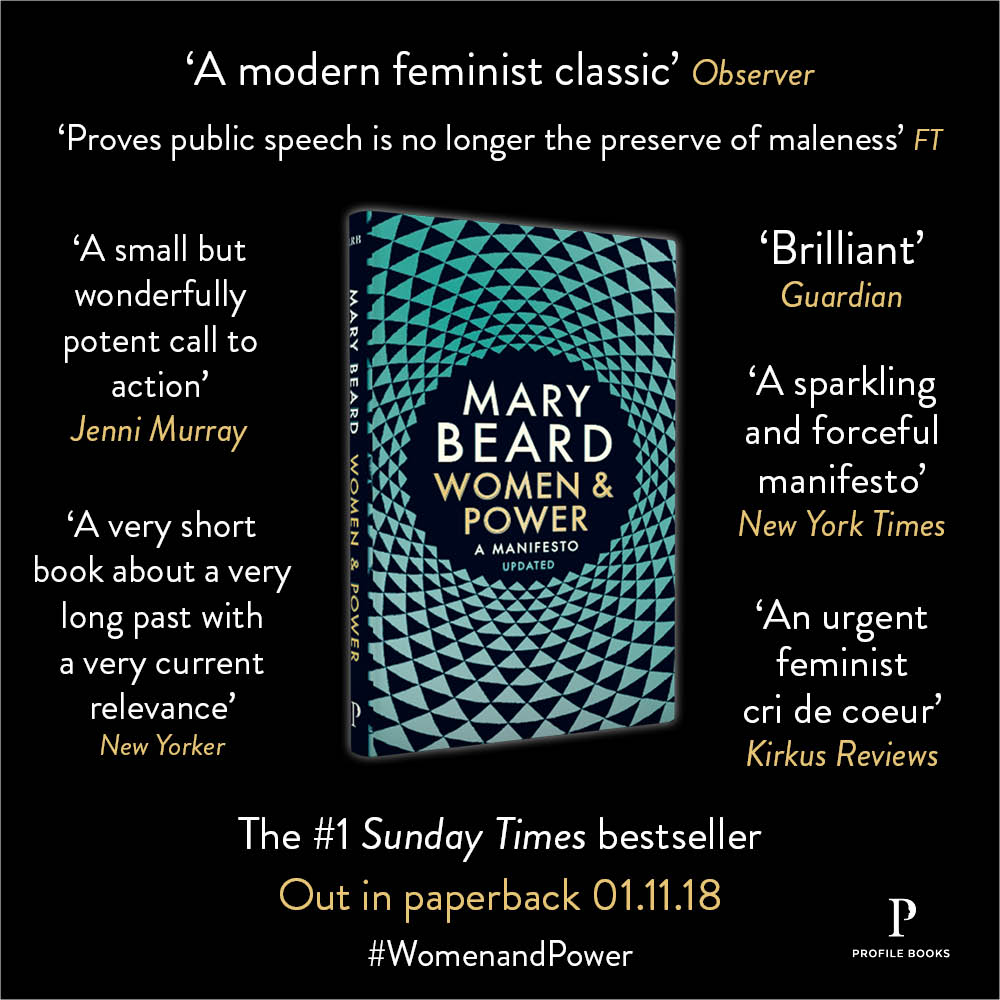 ‘A modern feminist classic’ Observer
‘Proves public speech is no longer the preserve of maleness’ FT
‘A small but
wonderfully
potent call to
action’
Jenni Murray
‘A very short
book about a very
long past with
a very current
relevance’
New Yorker
MARY BEARD WOMEN & POWER
P
MARY
BEARD
WOMEN &
POWER
A MANIFESTO
UPDATED
‘Brilliant’
Guardian
‘A sparkling
and forceful
manifesto’
New York Times
‘An urgent
feminist
cri de coeur’
Kirkus Reviews
The #1 Sunday Times bestseller
Out in paperback 01.11.18
#WomenandPower
P
PROFILE BOOKS